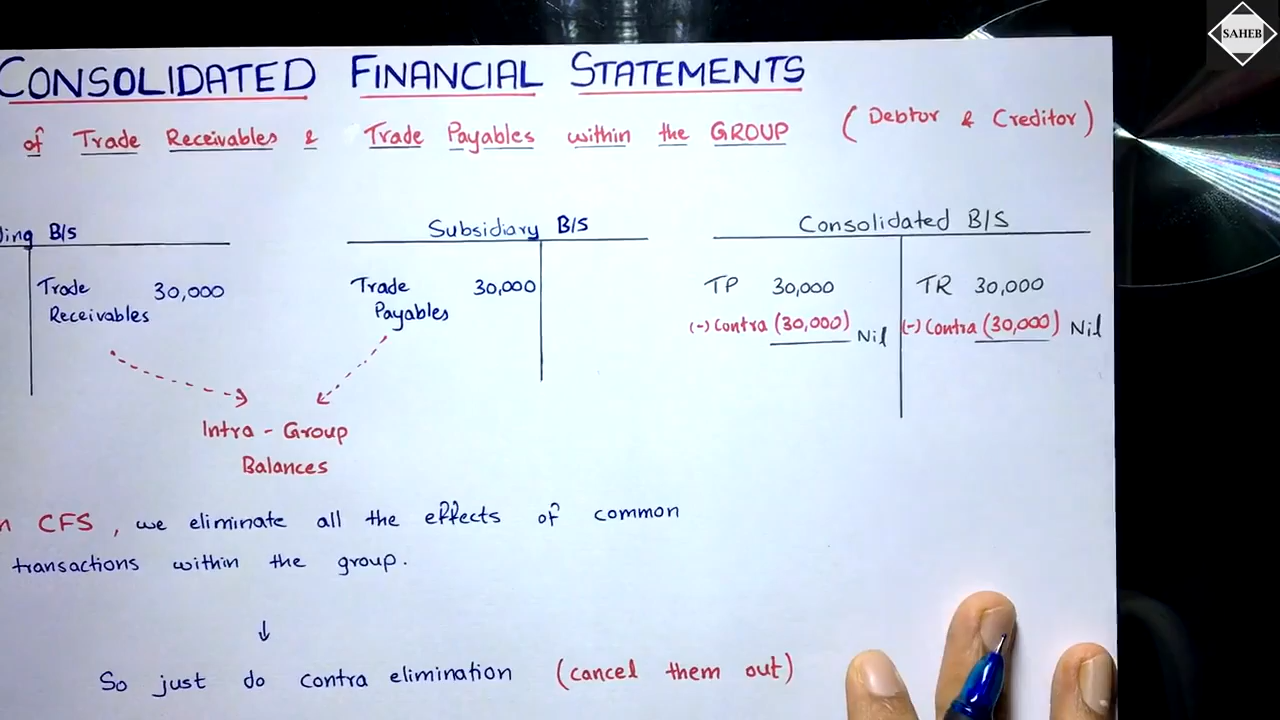 SAHEB
CONSOLIDATED FINANCIAL STATEMENTS
of Trade Receivables & Trade Payables within the GROUP (Debtor & Creditor)
B/S
Subsidiary B/S
Consolidated B/S
Trade Receivables 30,000
Trade Payables 30,000
TP 30,000
(-) Contra (30,000) Nil
TR 30,000
(-) Contra (30,000) Nil
Intra - Group
Balances
CFS, we eliminate all the effects of common
transactions within the group.
↓
So just do contra elimination (cancel them out)